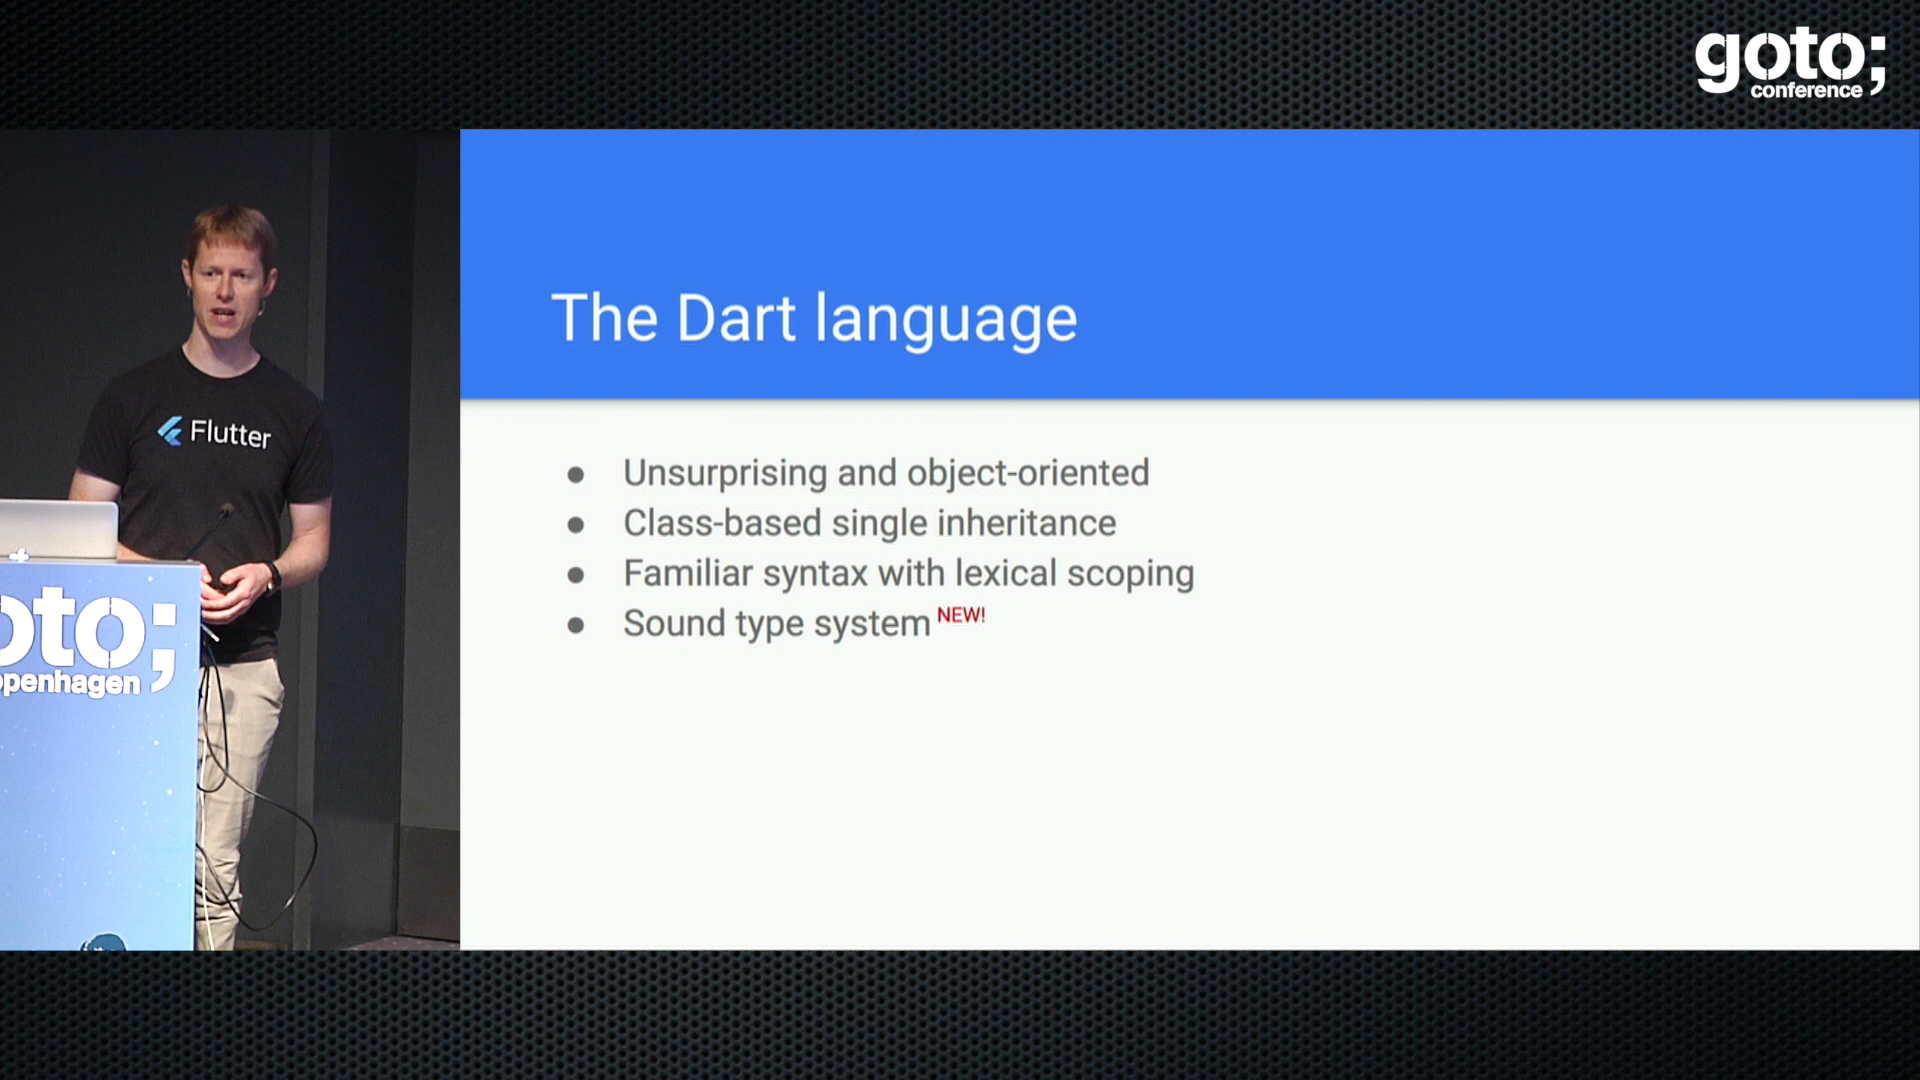 goto;
conference
The Dart language
Flutter
● Unsurprising and object-oriented
● Class-based single inheritance
● Familiar syntax with lexical scoping
● Sound type system NEW!
oto;
openhagen